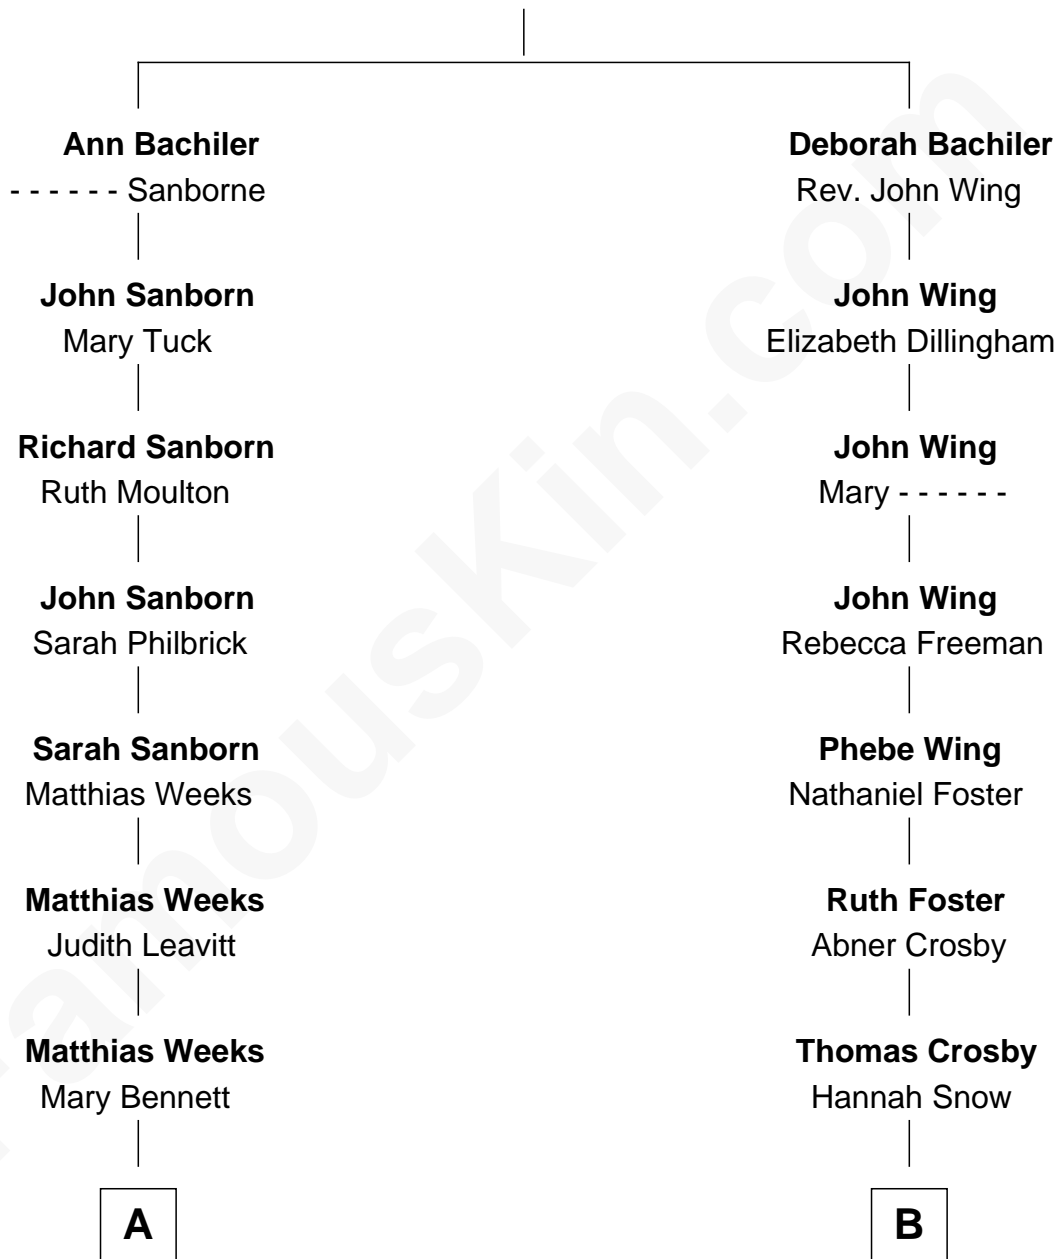 Ann Bachiler
- - - - - - Sanborne
John Sanborn
Mary Tuck
Richard Sanborn
Ruth Moulton
John Sanborn
Sarah Philbrick
Sarah Sanborn
Matthias Weeks
Matthias Weeks
Judith Leavitt
Matthias Weeks
Mary Bennett
A
Deborah Bachiler
Rev. John Wing
John Wing
Elizabeth Dillingham
John Wing
Mary - - - - - -
John Wing
Rebecca Freeman
Phebe Wing
Nathaniel Foster
Ruth Foster
Abner Crosby
Thomas Crosby
Hannah Snow
B
FamousKin.com